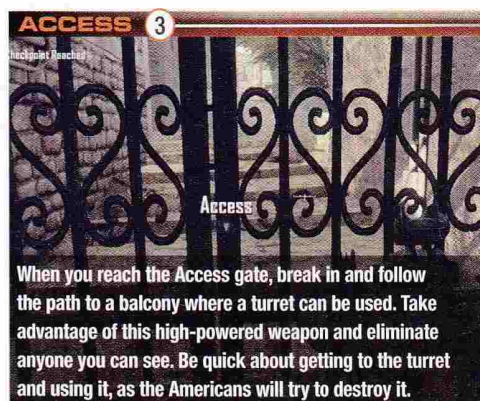 ACCESS 3
Checkpoint Reached
Access
When you reach the Access gate, break in and follow
the path to a balcony where a turret can be used. Take
advantage of this high-powered weapon and eliminate
anyone you can see. Be quick about getting to the turret
and using it, as the Americans will try to destroy it.